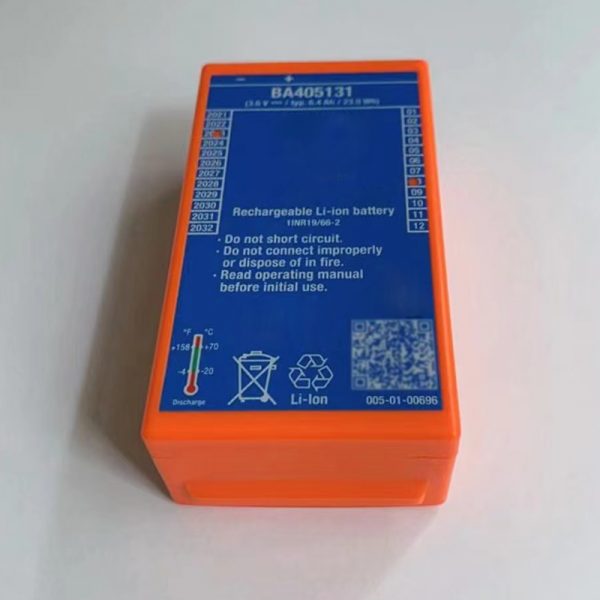 − +
BA405131
(3.6 V ⎓ / typ. 6.4 Ah / 23.0 Wh)
2021 01
2022 02
03
2024 04
2025 05
2026 06
2027 07
2028
2029 09
2030 10
2031 11
2032 12
Rechargeable Li-ion battery
1INR19/66-2
· Do not short circuit.
· Do not connect improperly
or dispose of in fire.
· Read operating manual
before initial use.
°F °C
+158 +70
-4 -20
Discharge
Li-Ion
005-01-00696